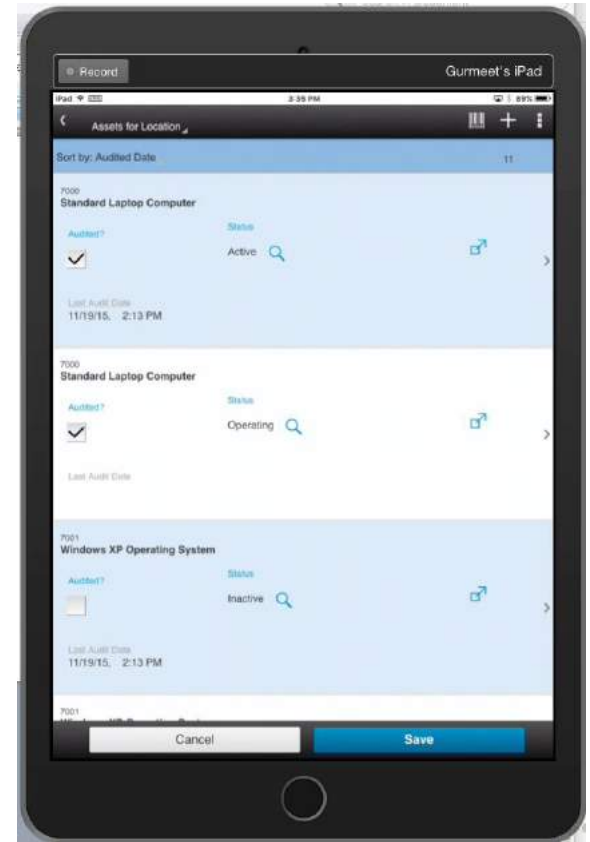 Record Gurmeet's iPad
iPad 3:35 PM 89%
Assets for Location
Sort by: Audited Date 11
7000
Standard Laptop Computer
Audited? Status
Active
Last Audit Date
11/19/15, 2:13 PM
7000
Standard Laptop Computer
Audited? Status
Operating
Last Audit Date
7001
Windows XP Operating System
Audited? Status
Inactive
Last Audit Date
11/19/15, 2:13 PM
7001
Cancel Save